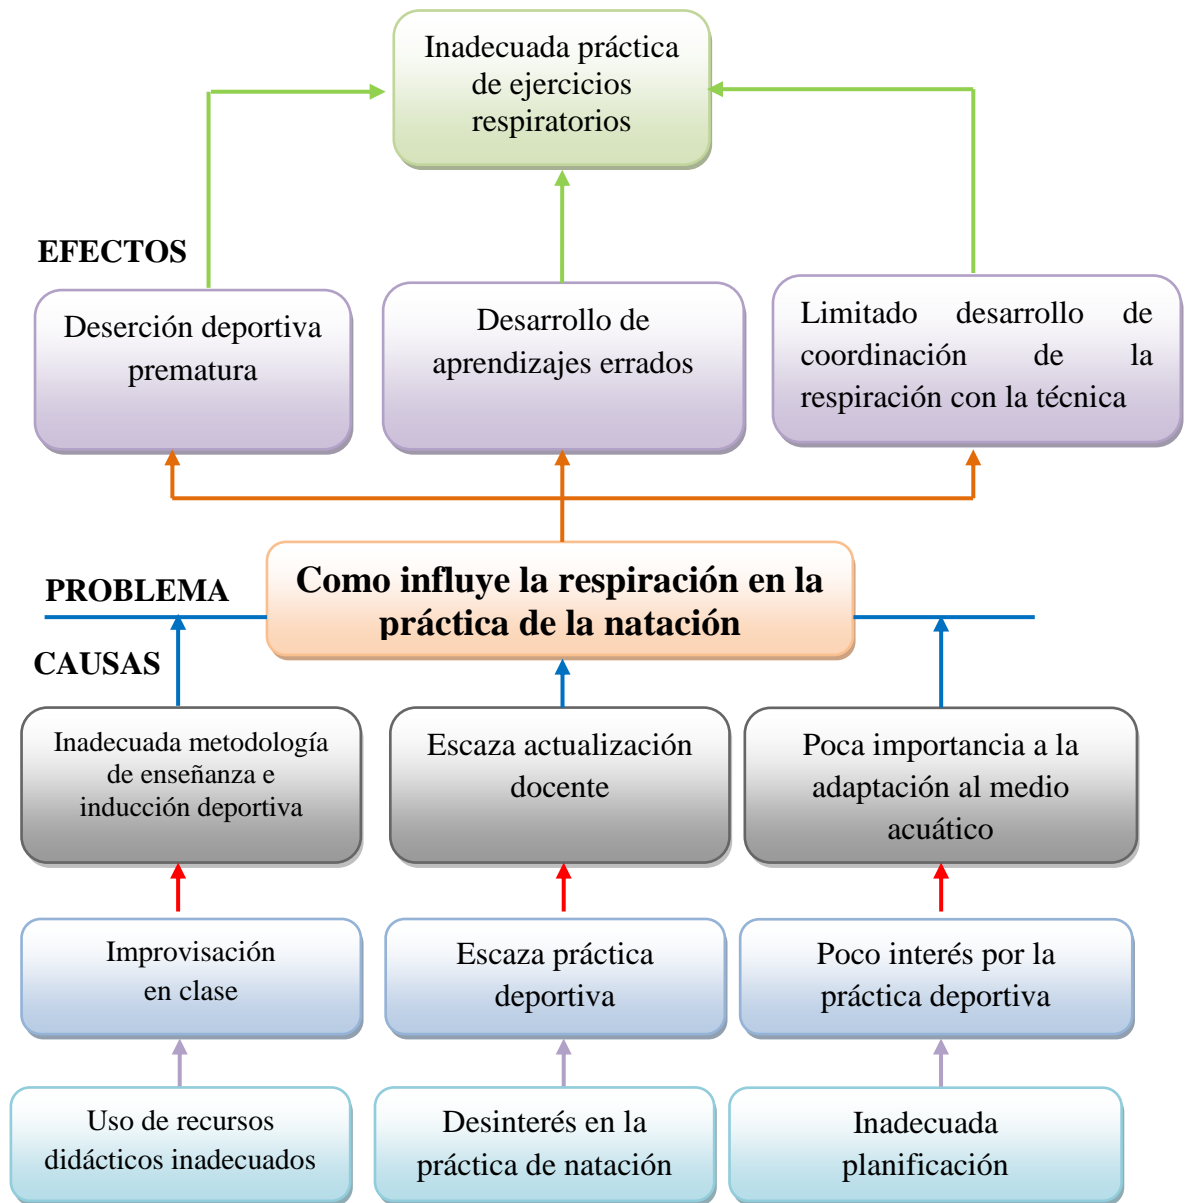 Inadecuada práctica
de ejercicios
respiratorios
EFECTOS
Deserción deportiva
prematura
Desarrollo de
aprendizajes errados
Limitado desarrollo de
coordinación de la
respiración con la técnica
Como influye la respiración en la
práctica de la natación
PROBLEMA
CAUSAS
Inadecuada metodología
de enseñanza e
inducción deportiva
Escaza actualización
docente
Poca importancia a la
adaptación al medio
acuático
Improvisación
en clase
Escaza práctica
deportiva
Poco interés por la
práctica deportiva
Uso de recursos
didácticos inadecuados
Desinterés en la
práctica de natación
Inadecuada
planificación